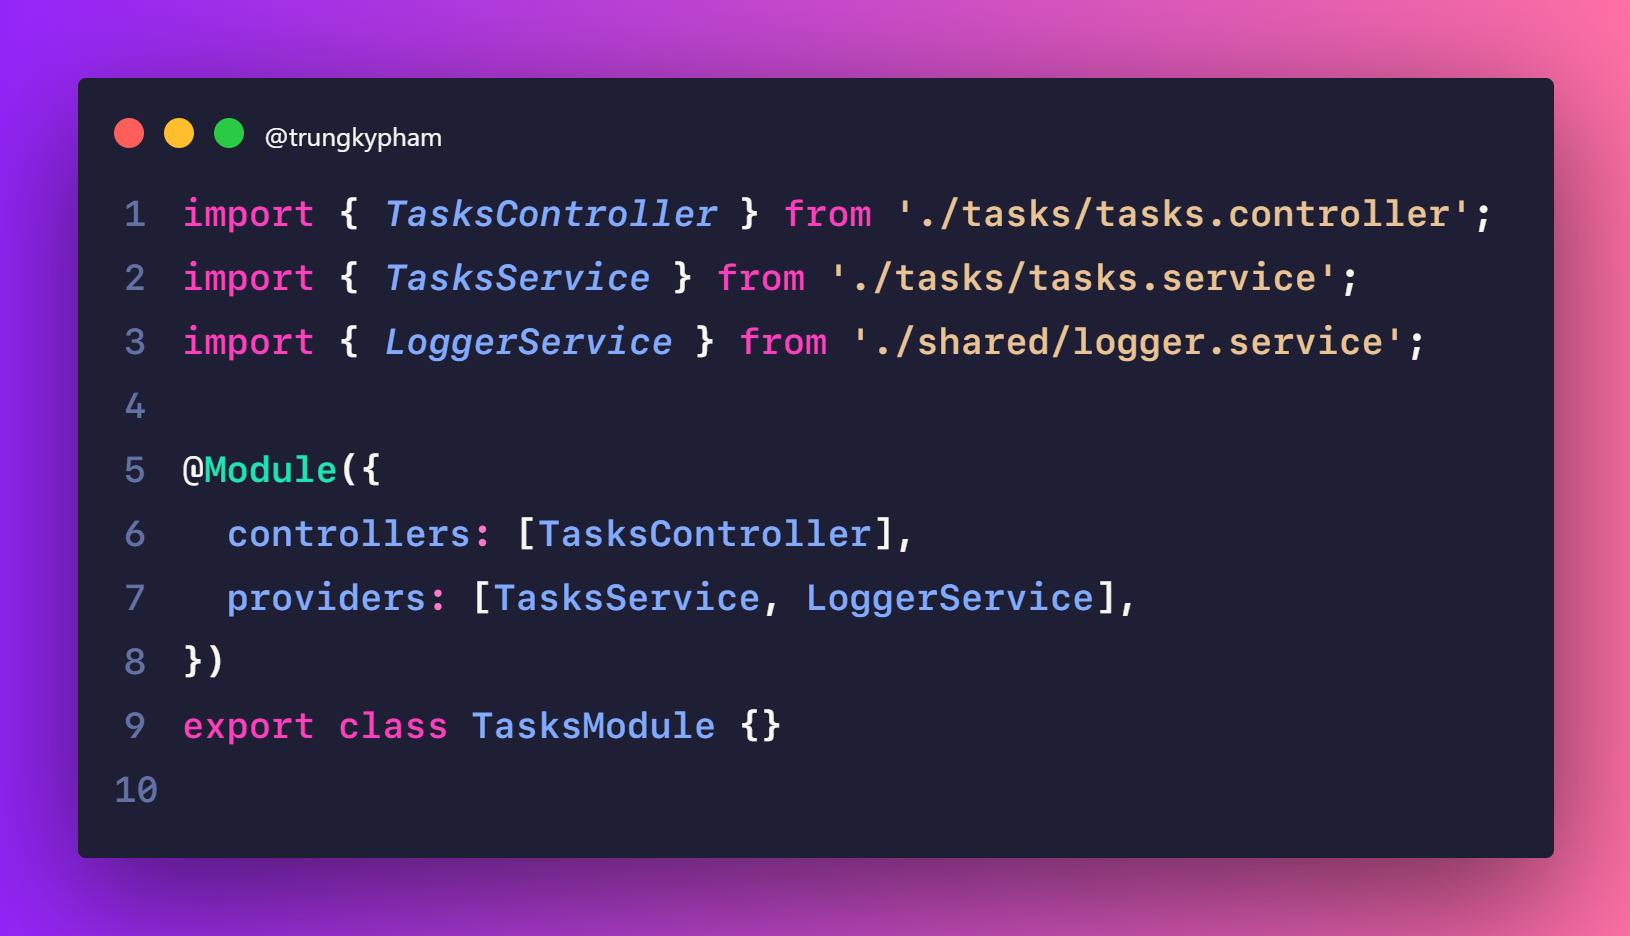 @trungkypham
1 import { TasksController } from './tasks/tasks.controller';
2 import { TasksService } from './tasks/tasks.service';
3 import { LoggerService } from './shared/logger.service';
4
5 @Module({
6   controllers: [TasksController],
7   providers: [TasksService, LoggerService],
8 })
9 export class TasksModule {}
10